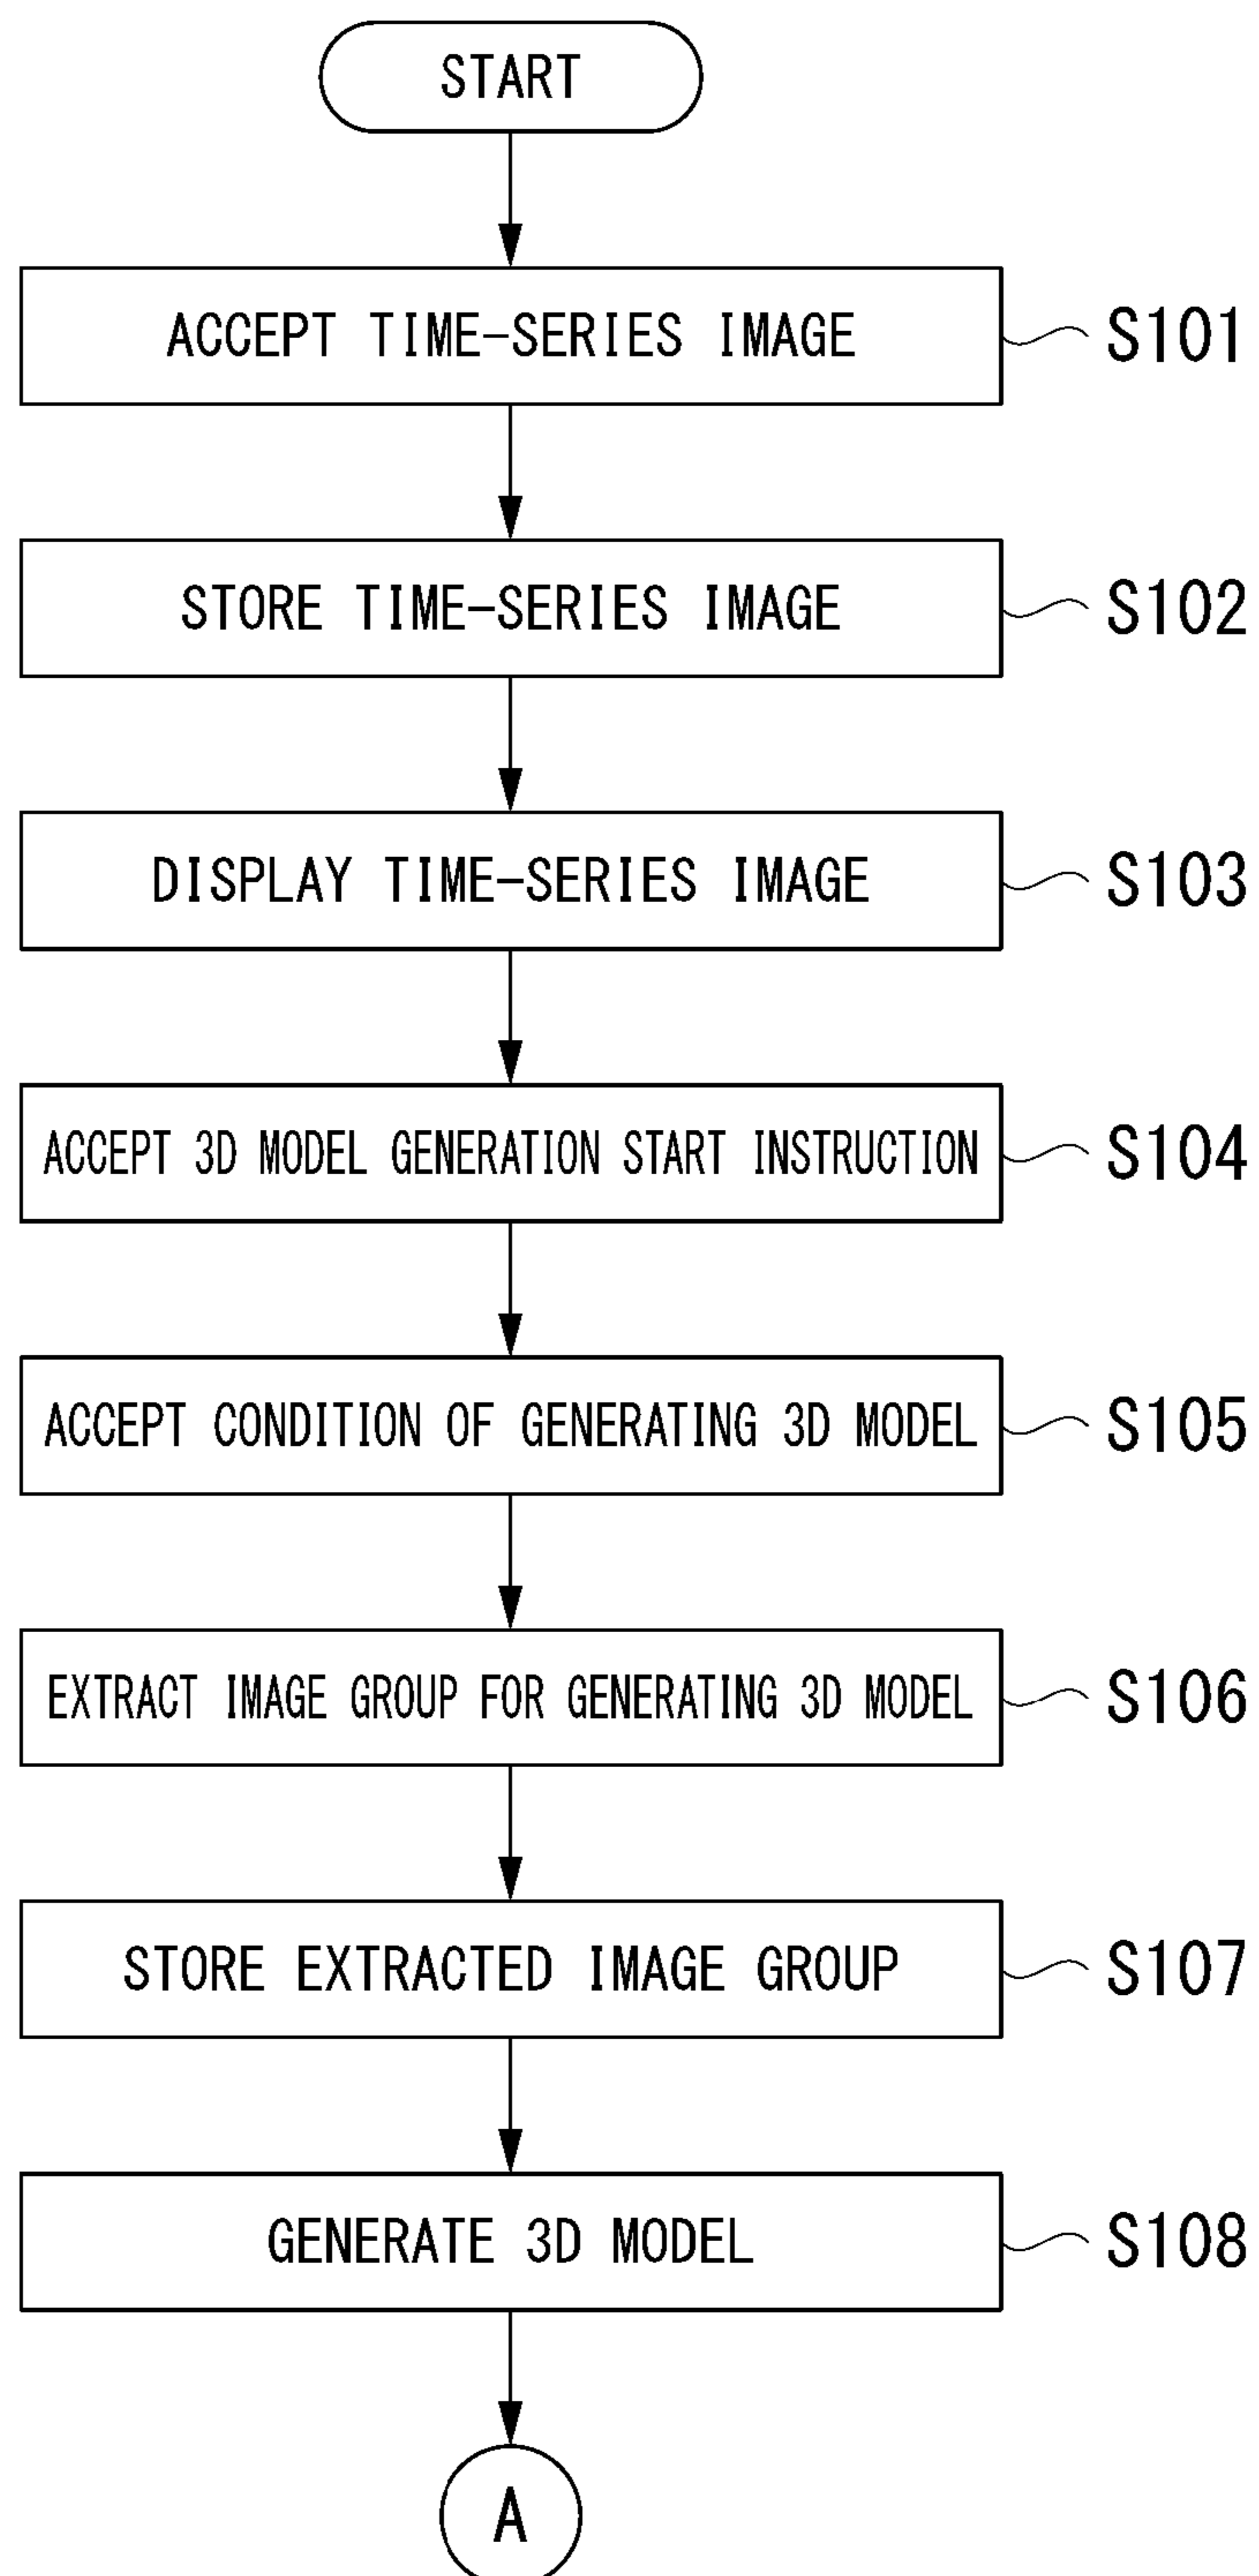 START
ACCEPT TIME-SERIES IMAGE S101
STORE TIME-SERIES IMAGE S102
DISPLAY TIME-SERIES IMAGE S103
ACCEPT 3D MODEL GENERATION START INSTRUCTION S104
ACCEPT CONDITION OF GENERATING 3D MODEL S105
EXTRACT IMAGE GROUP FOR GENERATING 3D MODEL S106
STORE EXTRACTED IMAGE GROUP S107
GENERATE 3D MODEL S108
A